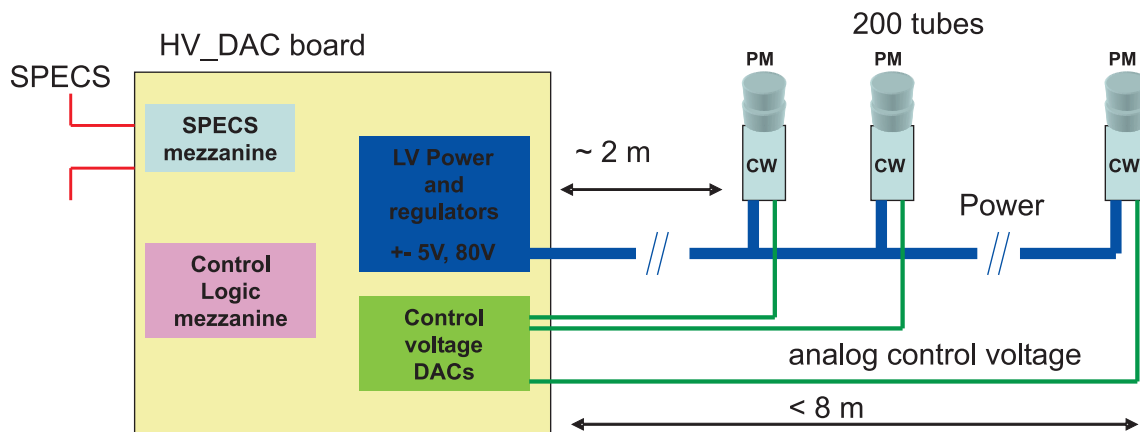 200 tubes
HV_DAC board
SPECS
PM
PM
PM
SPECS
mezzanine
LV Power
and
regulators
+- 5V, 80V
~ 2 m
CW
CW
CW
Power
Control
Logic
mezzanine
Control
voltage
DACs
analog control voltage
< 8 m